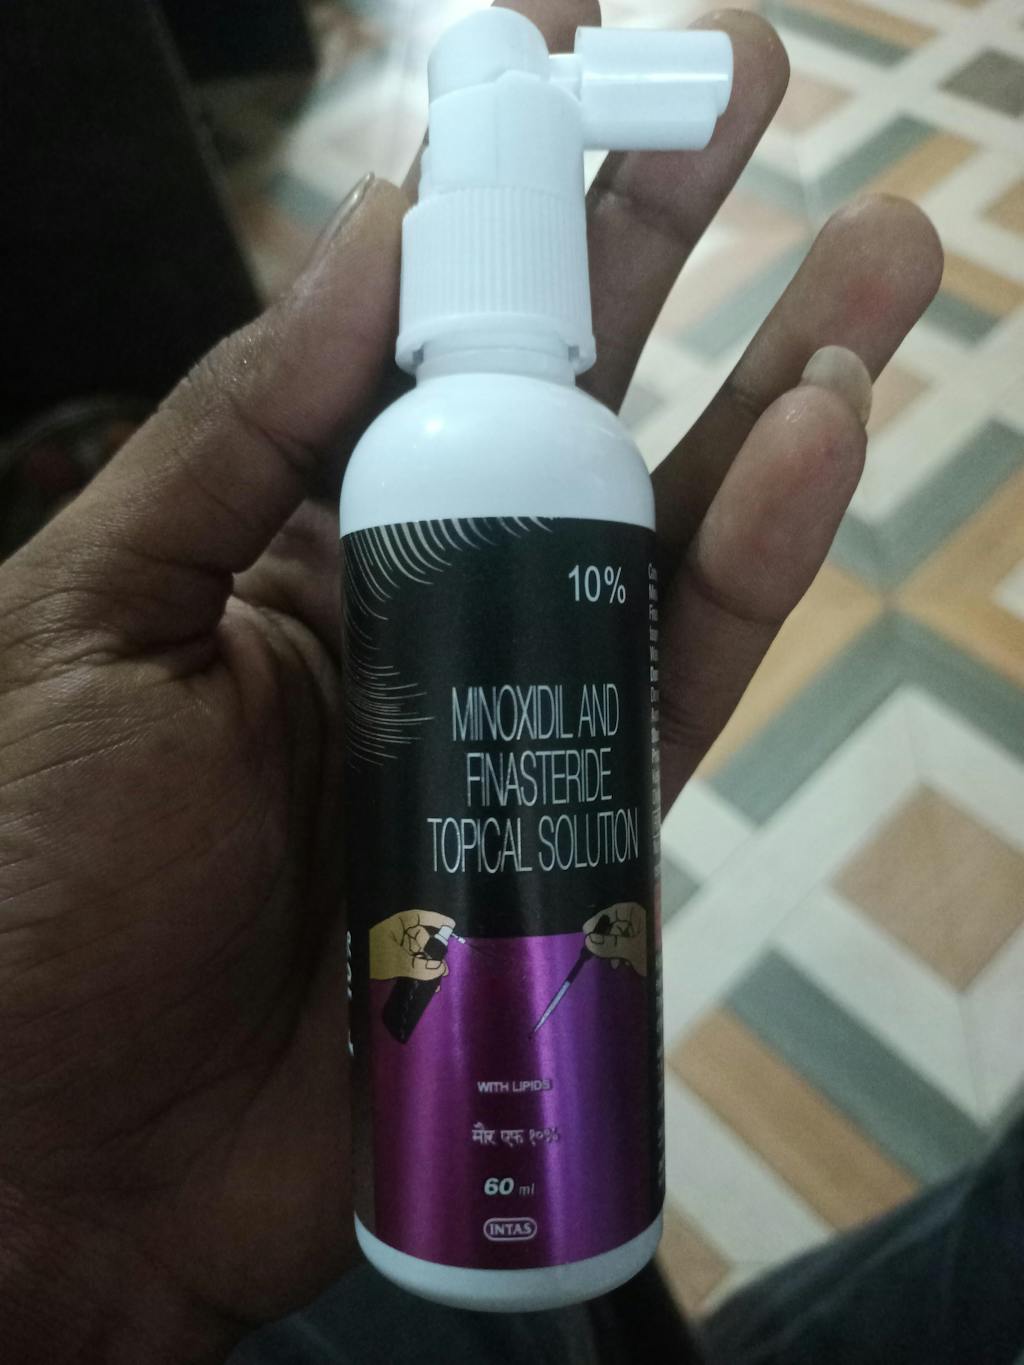 10%
MINOXIDIL AND
FINASTERIDE
TOPICAL SOLUTION
WITH LIPIDS
मौर एफ १०%
60 ml
INTAS